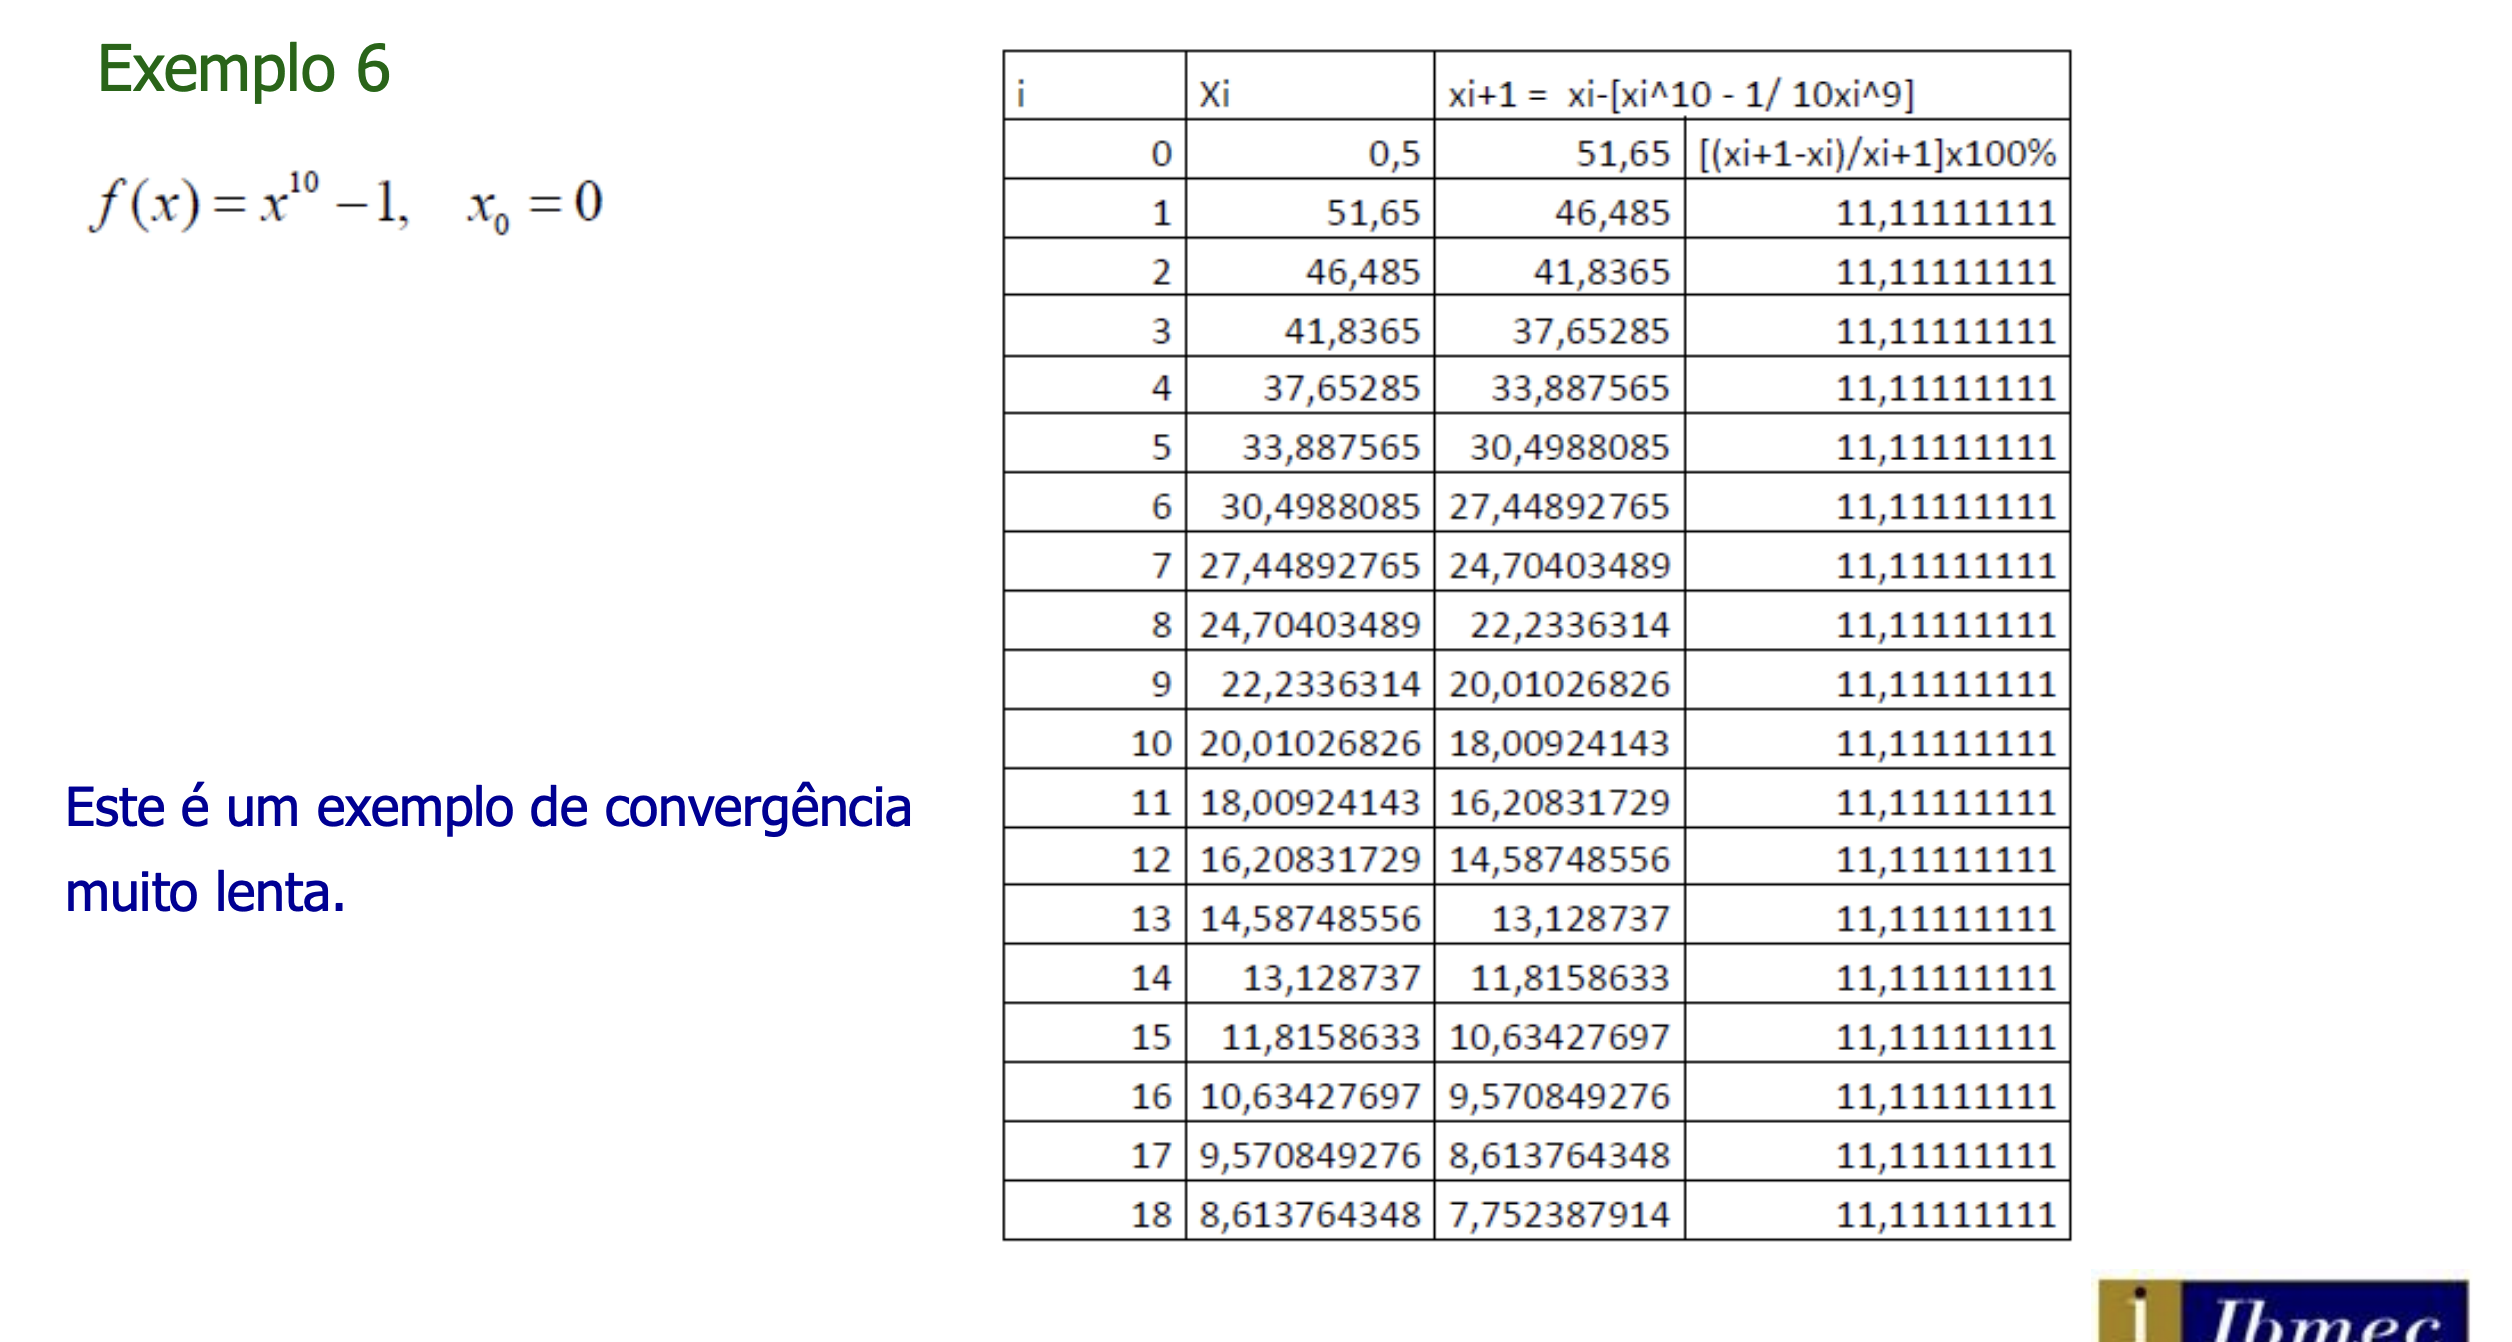 Exemplo 6
f(x) = x^10 − 1, x_0 = 0
Este é um exemplo de convergência
muito lenta.
i Xi xi+1 = xi-[xi^10 - 1/ 10xi^9]
0 0,5 51,65 [(xi+1-xi)/xi+1]x100%
1 51,65 46,485 11,11111111
2 46,485 41,8365 11,11111111
3 41,8365 37,65285 11,11111111
4 37,65285 33,887565 11,11111111
5 33,887565 30,4988085 11,11111111
6 30,4988085 27,44892765 11,11111111
7 27,44892765 24,70403489 11,11111111
8 24,70403489 22,2336314 11,11111111
9 22,2336314 20,01026826 11,11111111
10 20,01026826 18,00924143 11,11111111
11 18,00924143 16,20831729 11,11111111
12 16,20831729 14,58748556 11,11111111
13 14,58748556 13,128737 11,11111111
14 13,128737 11,8158633 11,11111111
15 11,8158633 10,63427697 11,11111111
16 10,63427697 9,570849276 11,11111111
17 9,570849276 8,613764348 11,11111111
18 8,613764348 7,752387914 11,11111111
i Ibmec